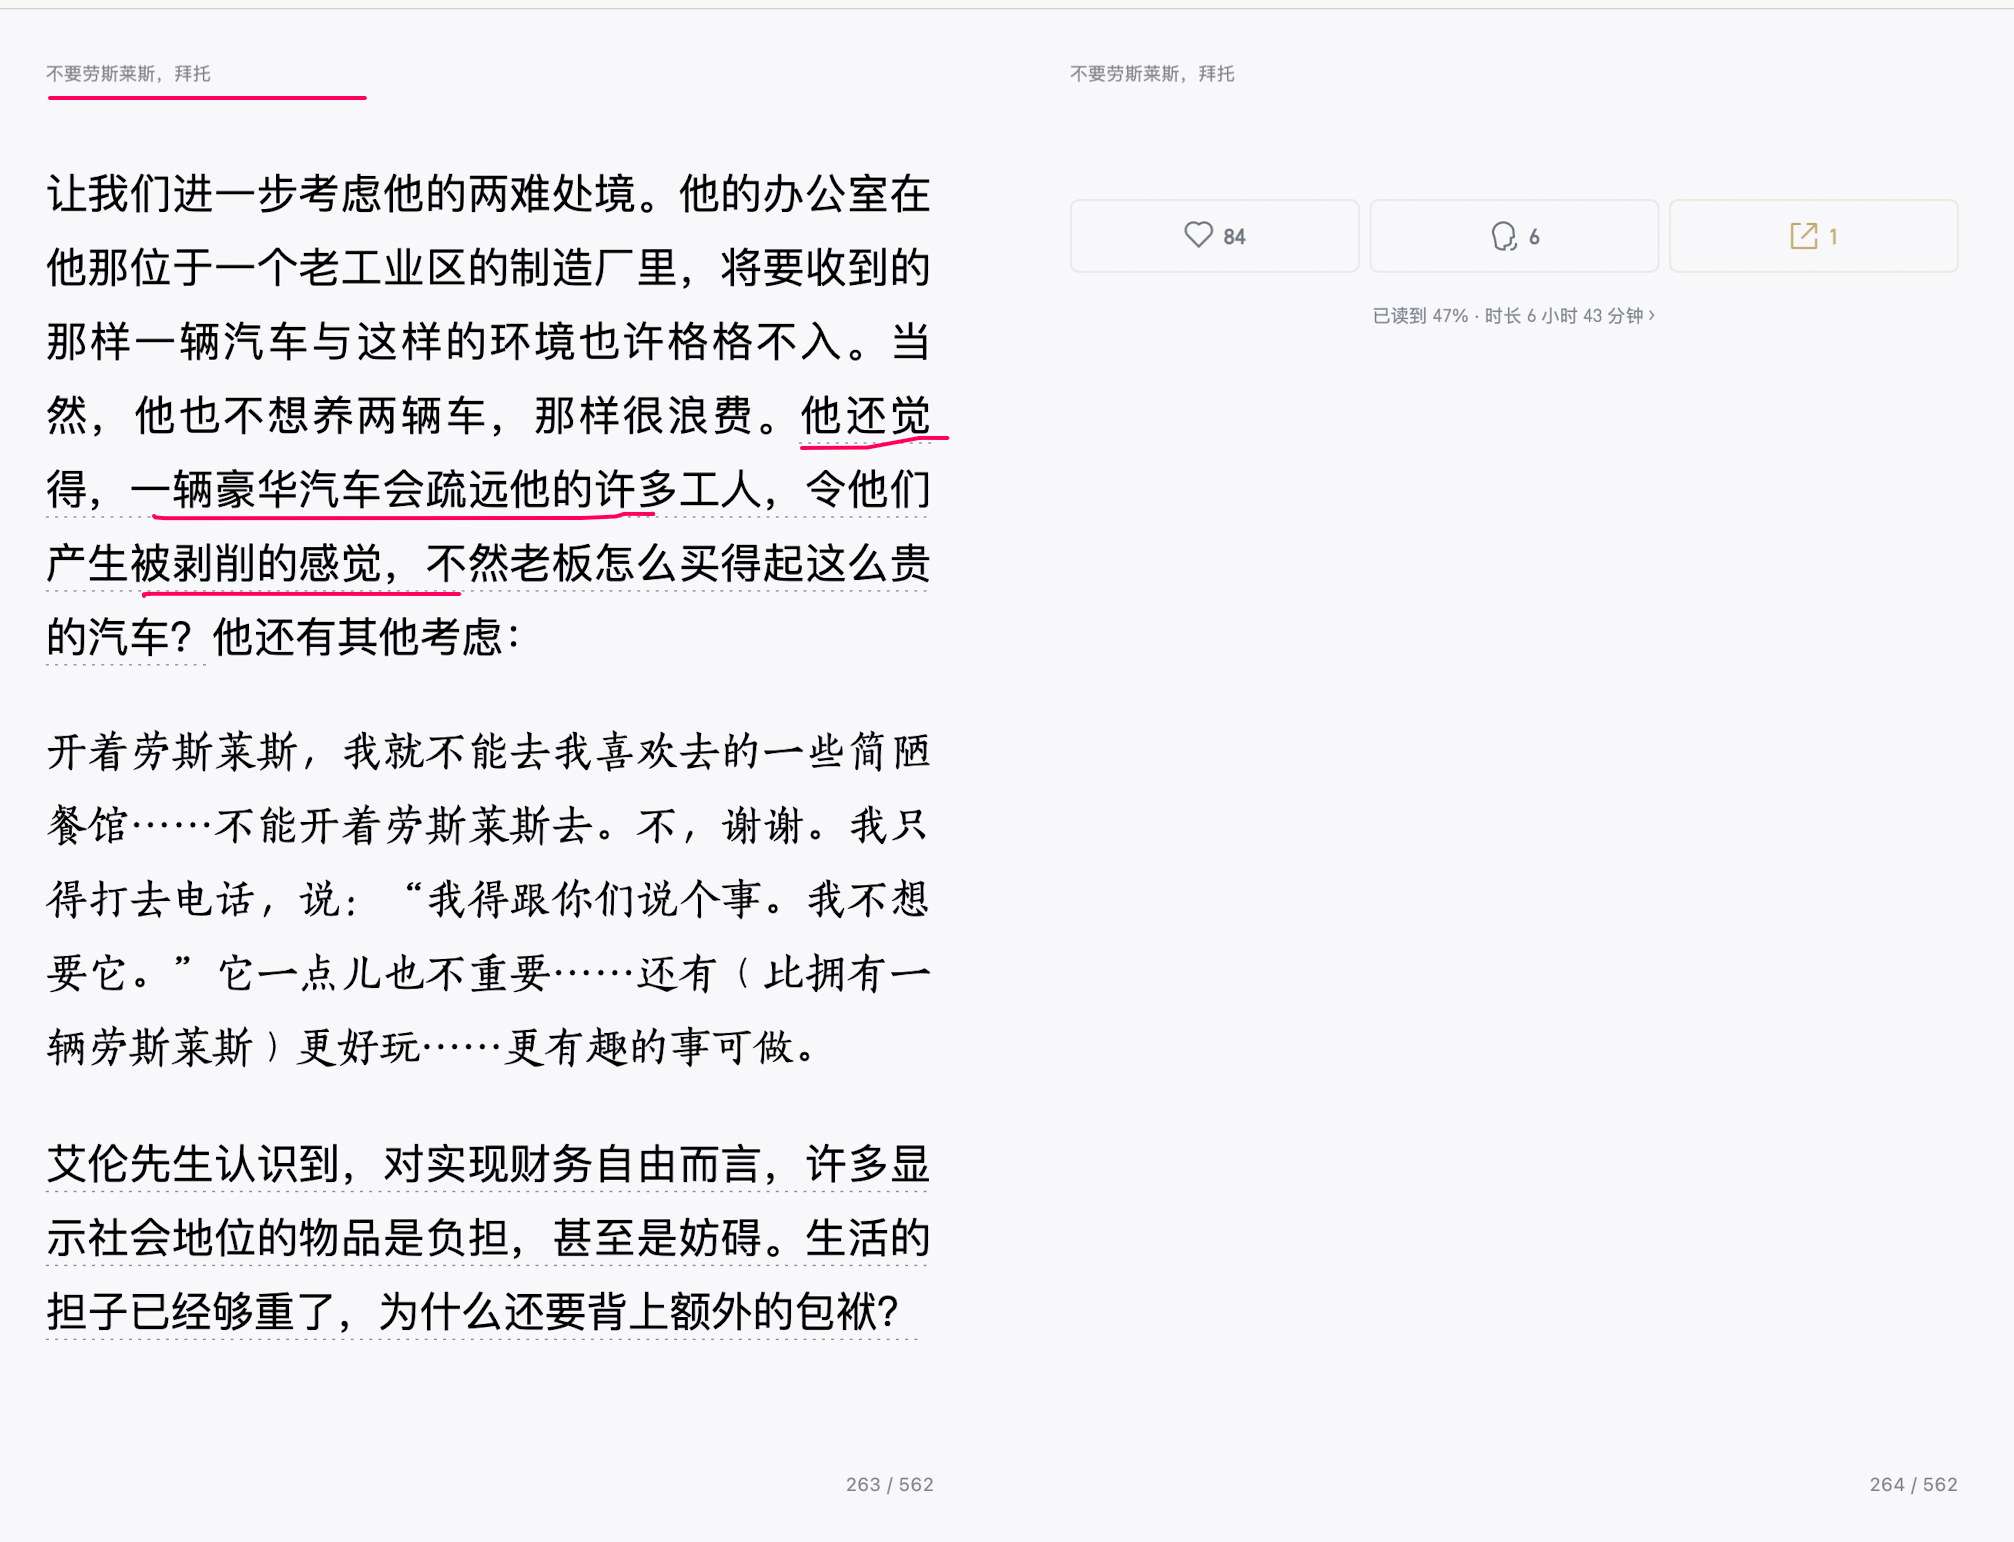 不要劳斯莱斯，拜托
让我们进一步考虑他的两难处境。他的办公室在
他那位于一个老工业区的制造厂里，将要收到的
那样一辆汽车与这样的环境也许格格不入。当
然，他也不想养两辆车，那样很浪费。他还觉
得，一辆豪华汽车会疏远他的许多工人，令他们
产生被剥削的感觉，不然老板怎么买得起这么贵
的汽车？他还有其他考虑：
开着劳斯莱斯，我就不能去我喜欢去的一些简陋
餐馆……不能开着劳斯莱斯去。不，谢谢。我只
得打去电话，说：“我得跟你们说个事。我不想
要它。”它一点儿也不重要……还有（比拥有一
辆劳斯莱斯）更好玩……更有趣的事可做。
艾伦先生认识到，对实现财务自由而言，许多显
示社会地位的物品是负担，甚至是妨碍。生活的
担子已经够重了，为什么还要背上额外的包袱？
263 / 562
不要劳斯莱斯，拜托
84
6
1
已读到 47% · 时长 6 小时 43 分钟 ›
264 / 562